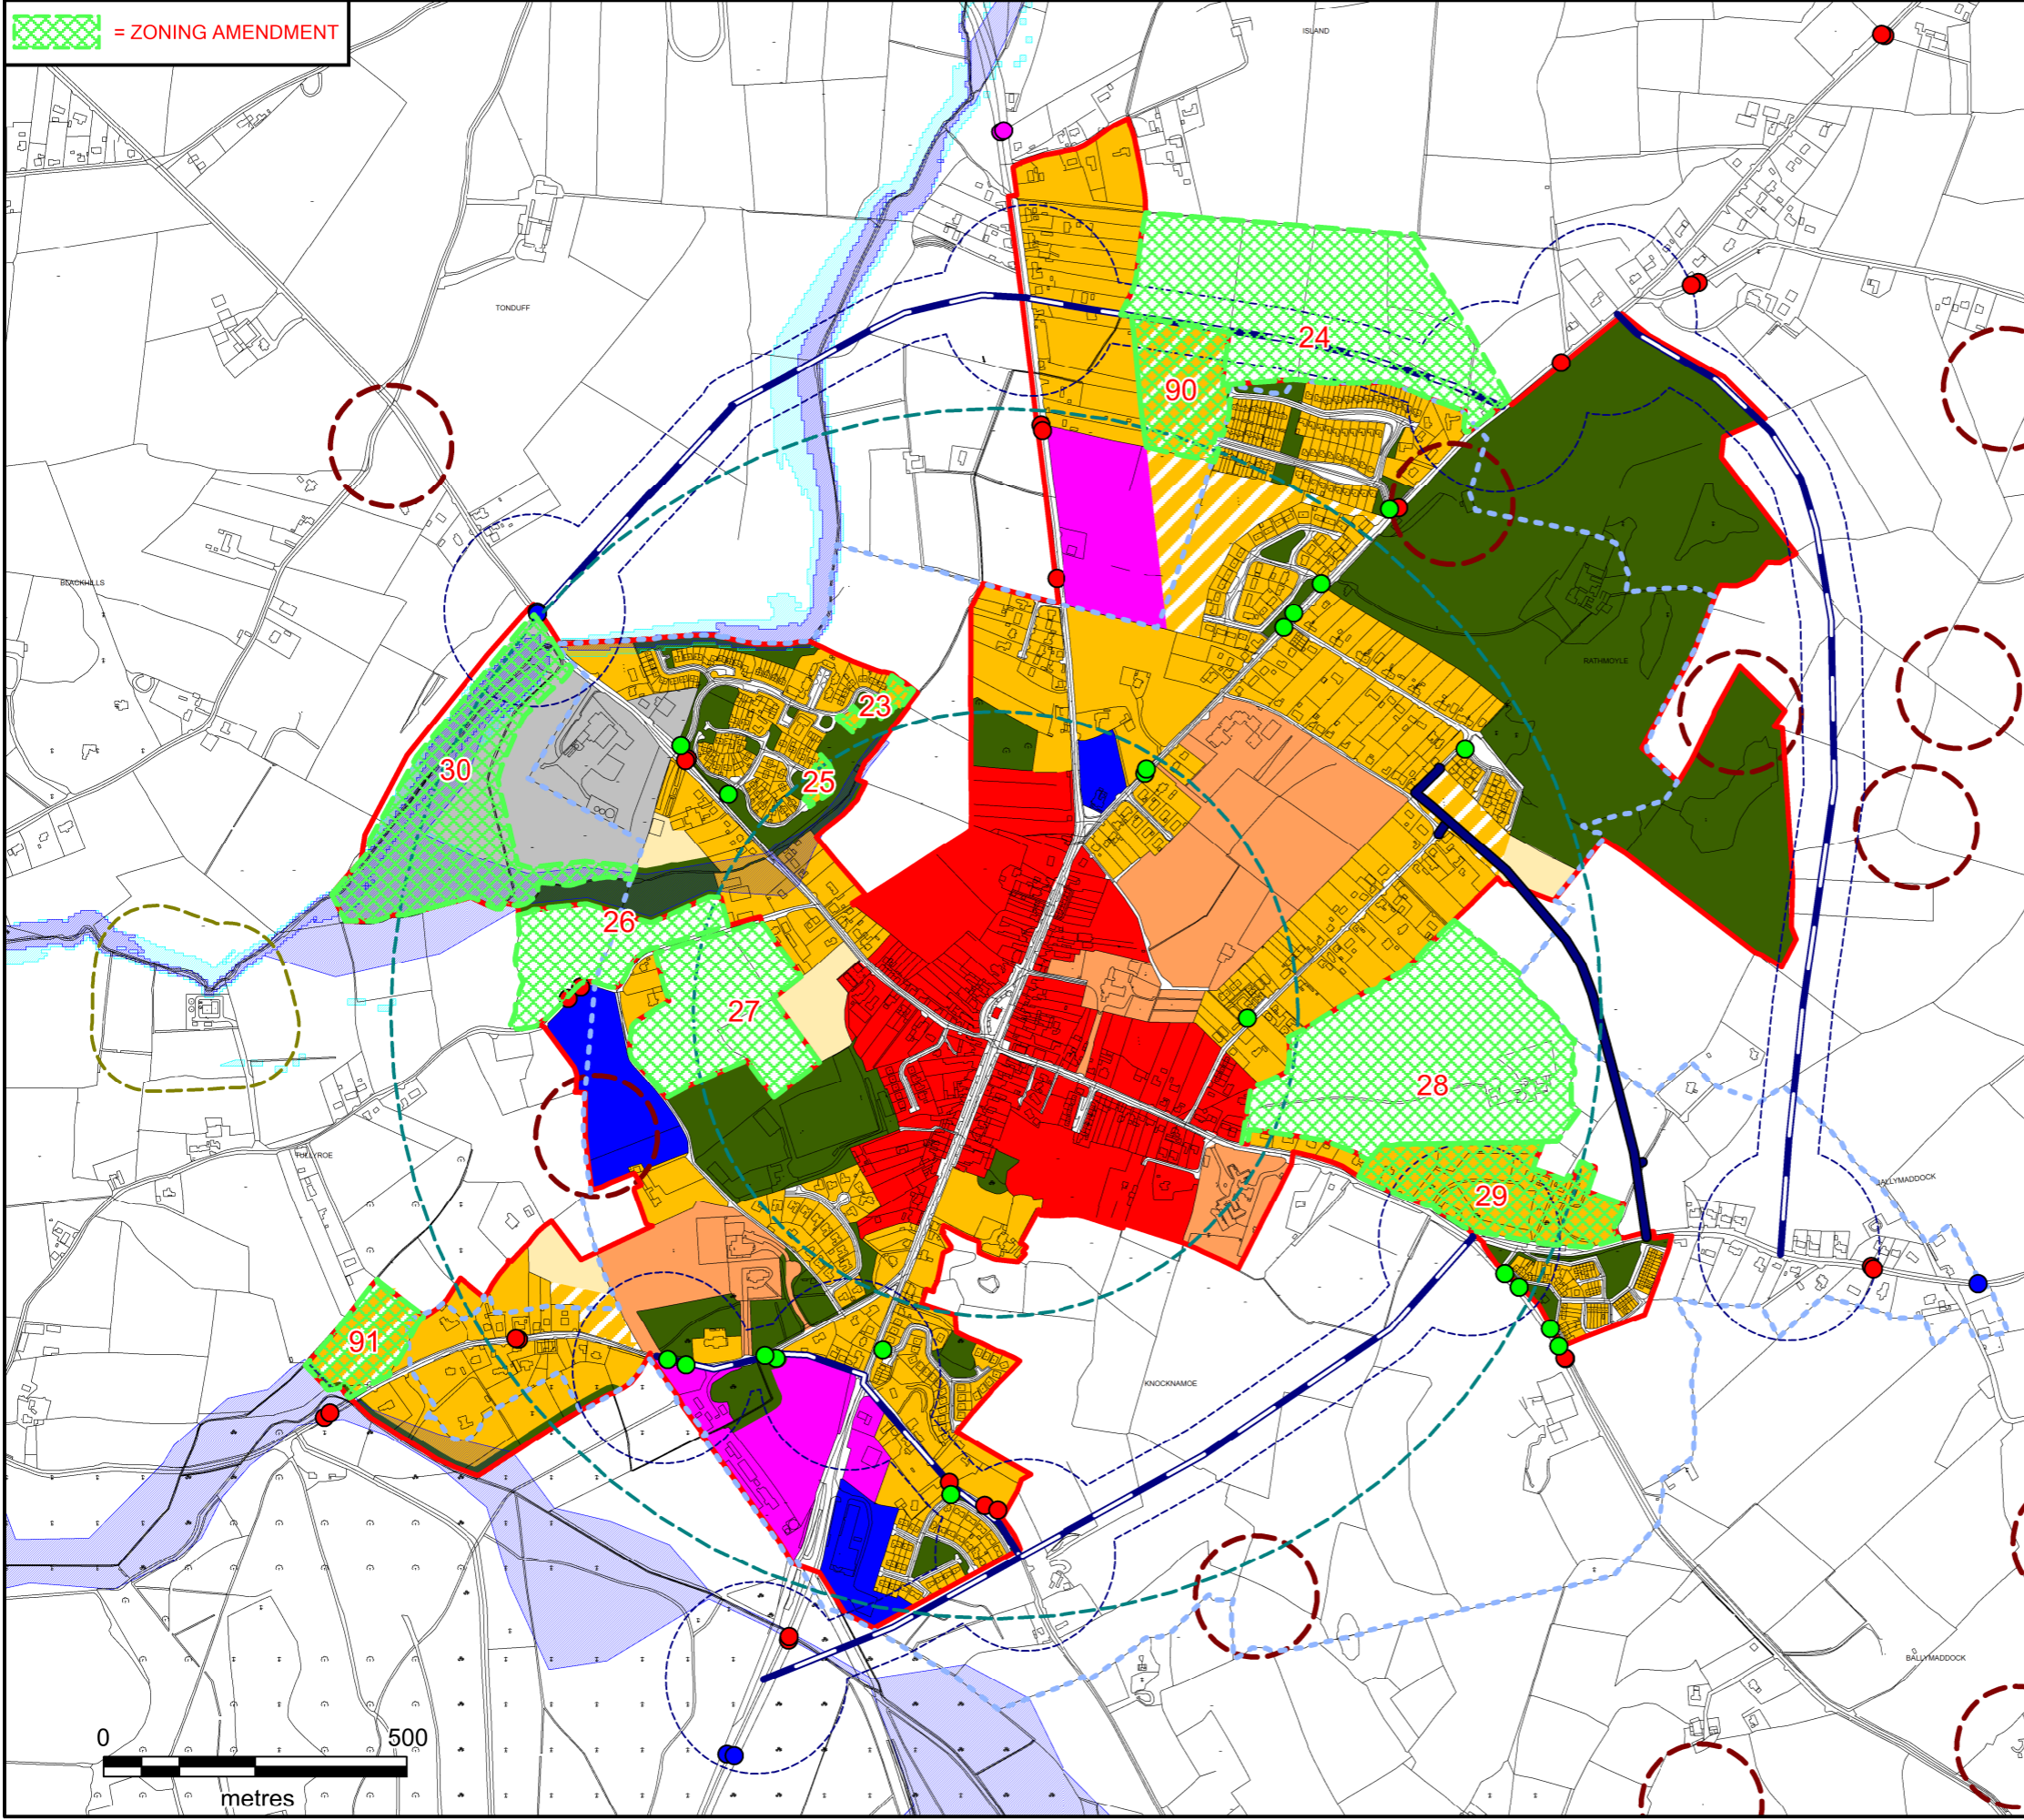 = ZONING AMENDMENT
ISLAND
TONDUFF
24
90
BLACKHILLS
RATHMOYLE
23
30
25
26
27
28
TULLYROE
BALLYMADDOCK
29
91
KNOCKNAMOE
BALLYMADDOCK
0 500
metres